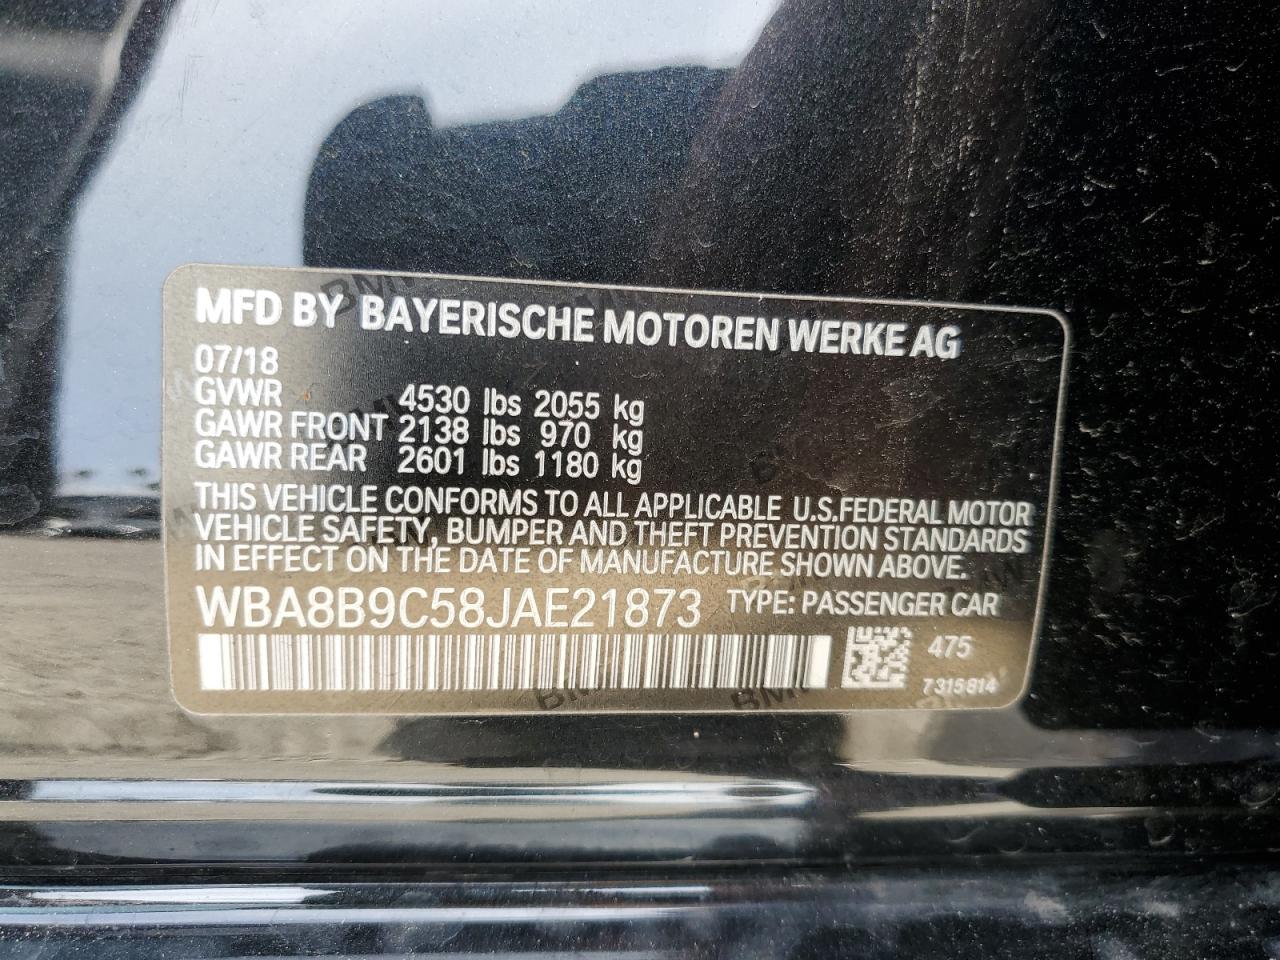 MFD BY BAYERISCHE MOTOREN WERKE AG
07/18
GVWR 4530 lbs 2055 kg
GAWR FRONT 2138 lbs 970 kg
GAWR REAR 2601 lbs 1180 kg
THIS VEHICLE CONFORMS TO ALL APPLICABLE U.S.FEDERAL MOTOR
VEHICLE SAFETY, BUMPER AND THEFT PREVENTION STANDARDS
IN EFFECT ON THE DATE OF MANUFACTURE SHOWN ABOVE.
WBA8B9C58JAE21873 TYPE: PASSENGER CAR
475
7315814